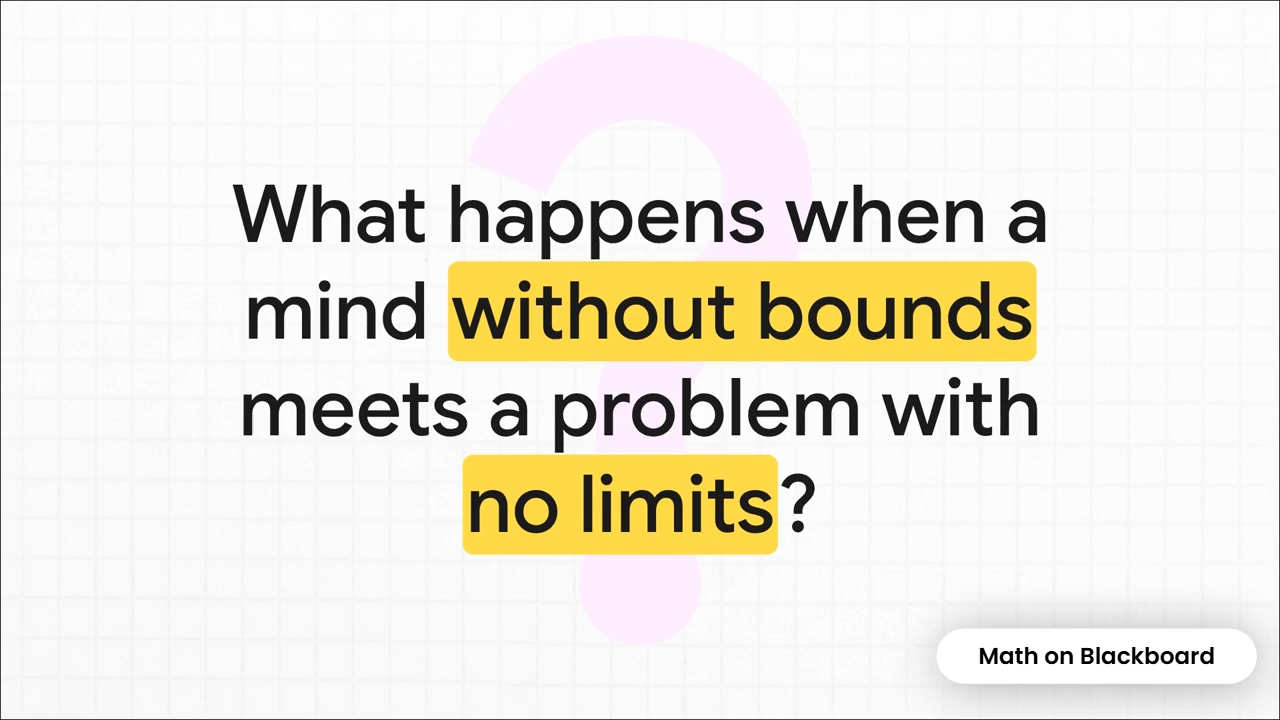 What happens when a
mind without bounds
meets a problem with
no limits?
Math on Blackboard